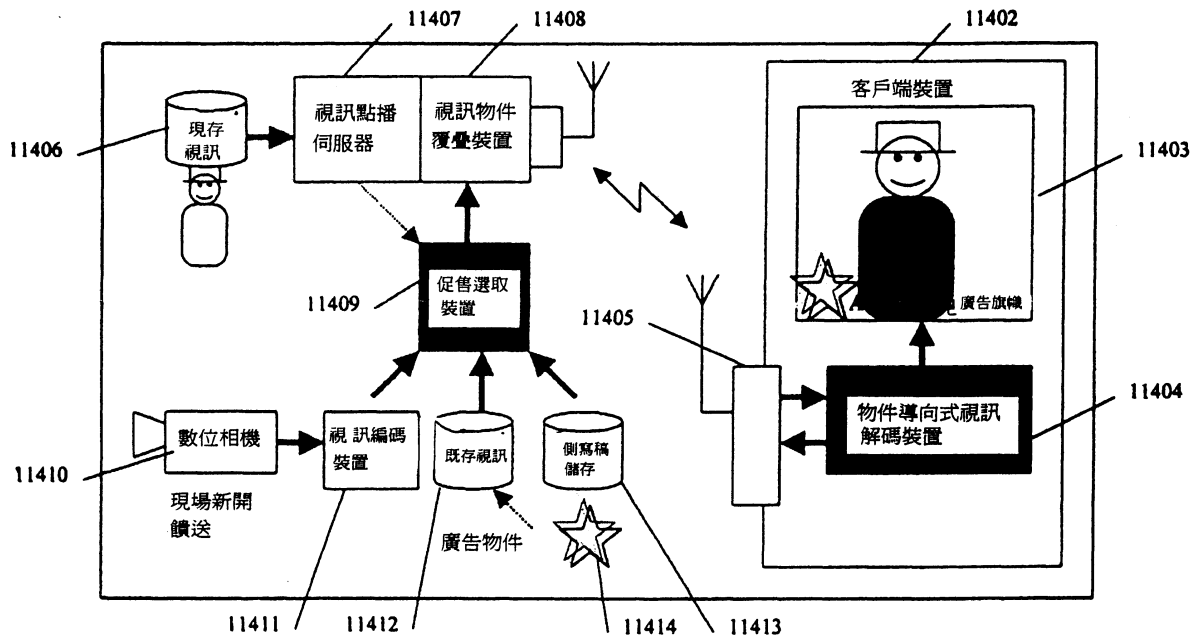 11407
11408
11402
客戶端裝置
現存
視訊
視訊點播
伺服器
視訊物件
覆疊裝置
11406
11403
11409
促售選取
裝置
廣告旗幟
11405
11404
物件導向式視訊
解碼裝置
數位相機
視 訊編碼
裝置
既存視訊
側寫稿
儲存
11410
現場新開
饋送
廣告物件
11411
11412
11414
11413